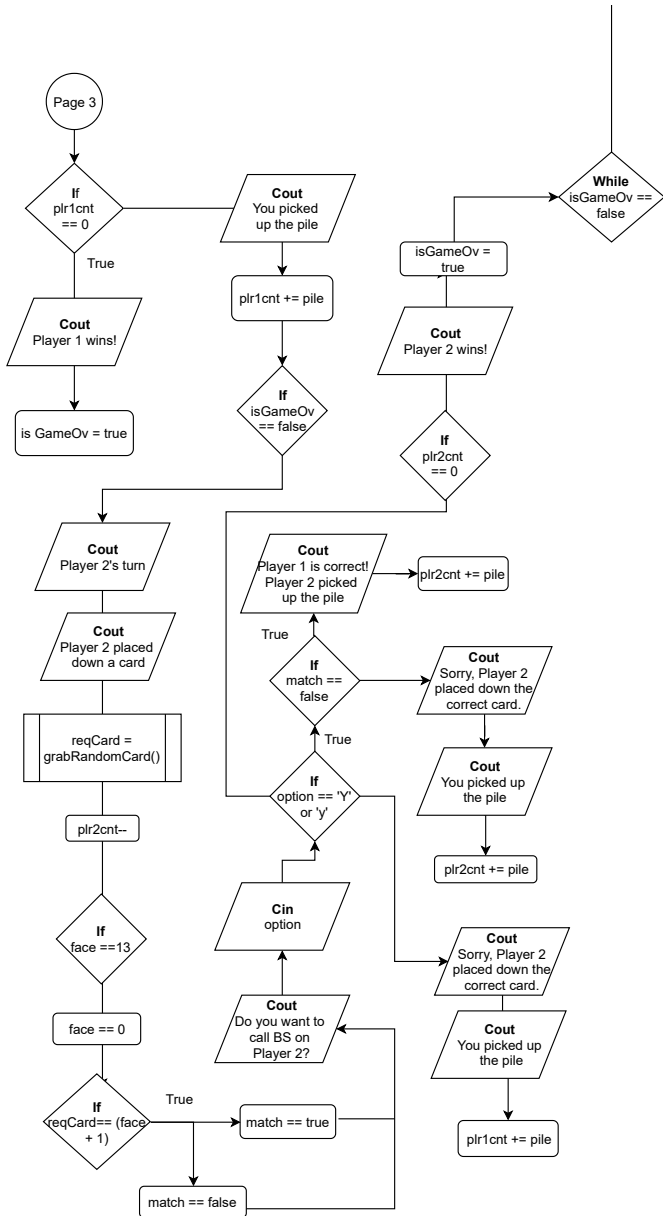 Page 3
If
plr1cnt
== 0
True
Cout
Player 1 wins!
is GameOv = true
Cout
You picked
up the pile
plr1cnt += pile
If
isGameOv
== false
Cout
Player 2's turn
Cout
Player 2 placed
down a card
reqCard =
grabRandomCard()
plr2cnt--
If
face ==13
face == 0
If
reqCard== (face
+ 1)
True
match == true
match == false
Cout
Do you want to
call BS on
Player 2?
Cin
option
If
option == 'Y'
or 'y'
True
If
match ==
false
True
Cout
Player 1 is correct!
Player 2 picked
up the pile
plr2cnt += pile
Cout
Sorry, Player 2
placed down the
correct card.
Cout
You picked up
the pile
plr2cnt += pile
Cout
Sorry, Player 2
placed down the
correct card.
Cout
You picked up
the pile
plr1cnt += pile
If
plr2cnt
== 0
Cout
Player 2 wins!
isGameOv =
true
While
isGameOv ==
false